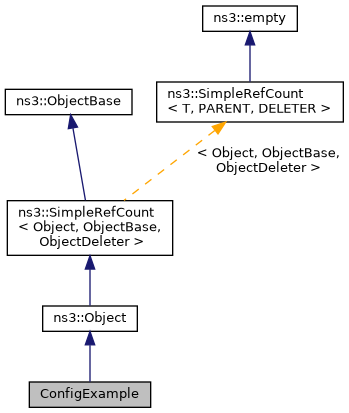 ns3::empty
ns3::ObjectBase
ns3::SimpleRefCount
< T, PARENT, DELETER >
< Object, ObjectBase,
ObjectDeleter >
ns3::SimpleRefCount
< Object, ObjectBase,
ObjectDeleter >
ns3::Object
ConfigExample